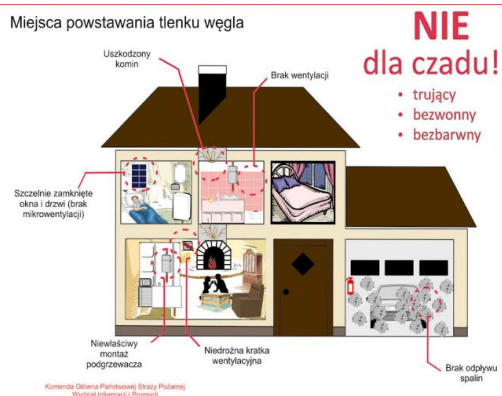 Miejsca powstawania tlenku węgla
NIE
dla czadu!
• trujący
• bezwonny
• bezbarwny
Uszkodzony
komin
Brak wentylacji
Szczelnie zamknięte
okna i drzwi (brak
mikrowentylacji)
Niewłaściwy
montaż
podgrzewacza
Niedrożna kratka
wentylacyjna
Brak odpływu
spalin
Komenda Główna Państwowej Straży Pożarnej
Wydział Informacji i Promocji